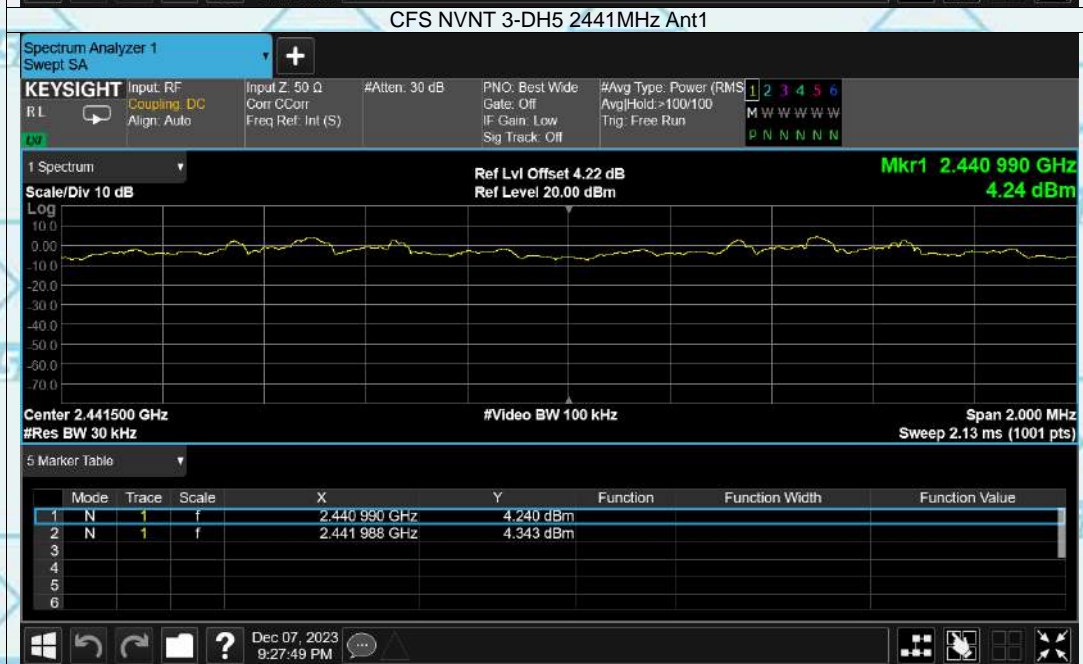 CFS NVNT 3-DH5 2441MHz Ant1
Spectrum Analyzer 1
Swept SA
+
KEYSIGHT Input: RF Input Z: 50 Ω #Atten: 30 dB PNO: Best Wide #Avg Type: Power (RMS 1 2 3 4 5 6
RL Coupling: DC Corr CCorr Gate: Off Avg|Hold:>100/100 M W W W W W
Align: Auto Freq Ref: Int (S) IF Gain: Low Trig: Free Run
LXI Sig Track: Off P N N N N N
1 Spectrum Ref Lvl Offset 4.22 dB Mkr1 2.440 990 GHz
Scale/Div 10 dB Ref Level 20.00 dBm 4.24 dBm
Log
10.0
0.00
-10.0
-20.0
-30.0
-40.0
-50.0
-60.0
-70.0
Center 2.441500 GHz #Video BW 100 kHz Span 2.000 MHz
#Res BW 30 kHz Sweep 2.13 ms (1001 pts)
5 Marker Table
Mode Trace Scale X Y Function Function Width Function Value
1 N 1 f 2.440 990 GHz 4.240 dBm
2 N 1 f 2.441 988 GHz 4.343 dBm
3
4
5
6
? Dec 07, 2023
9:27:49 PM